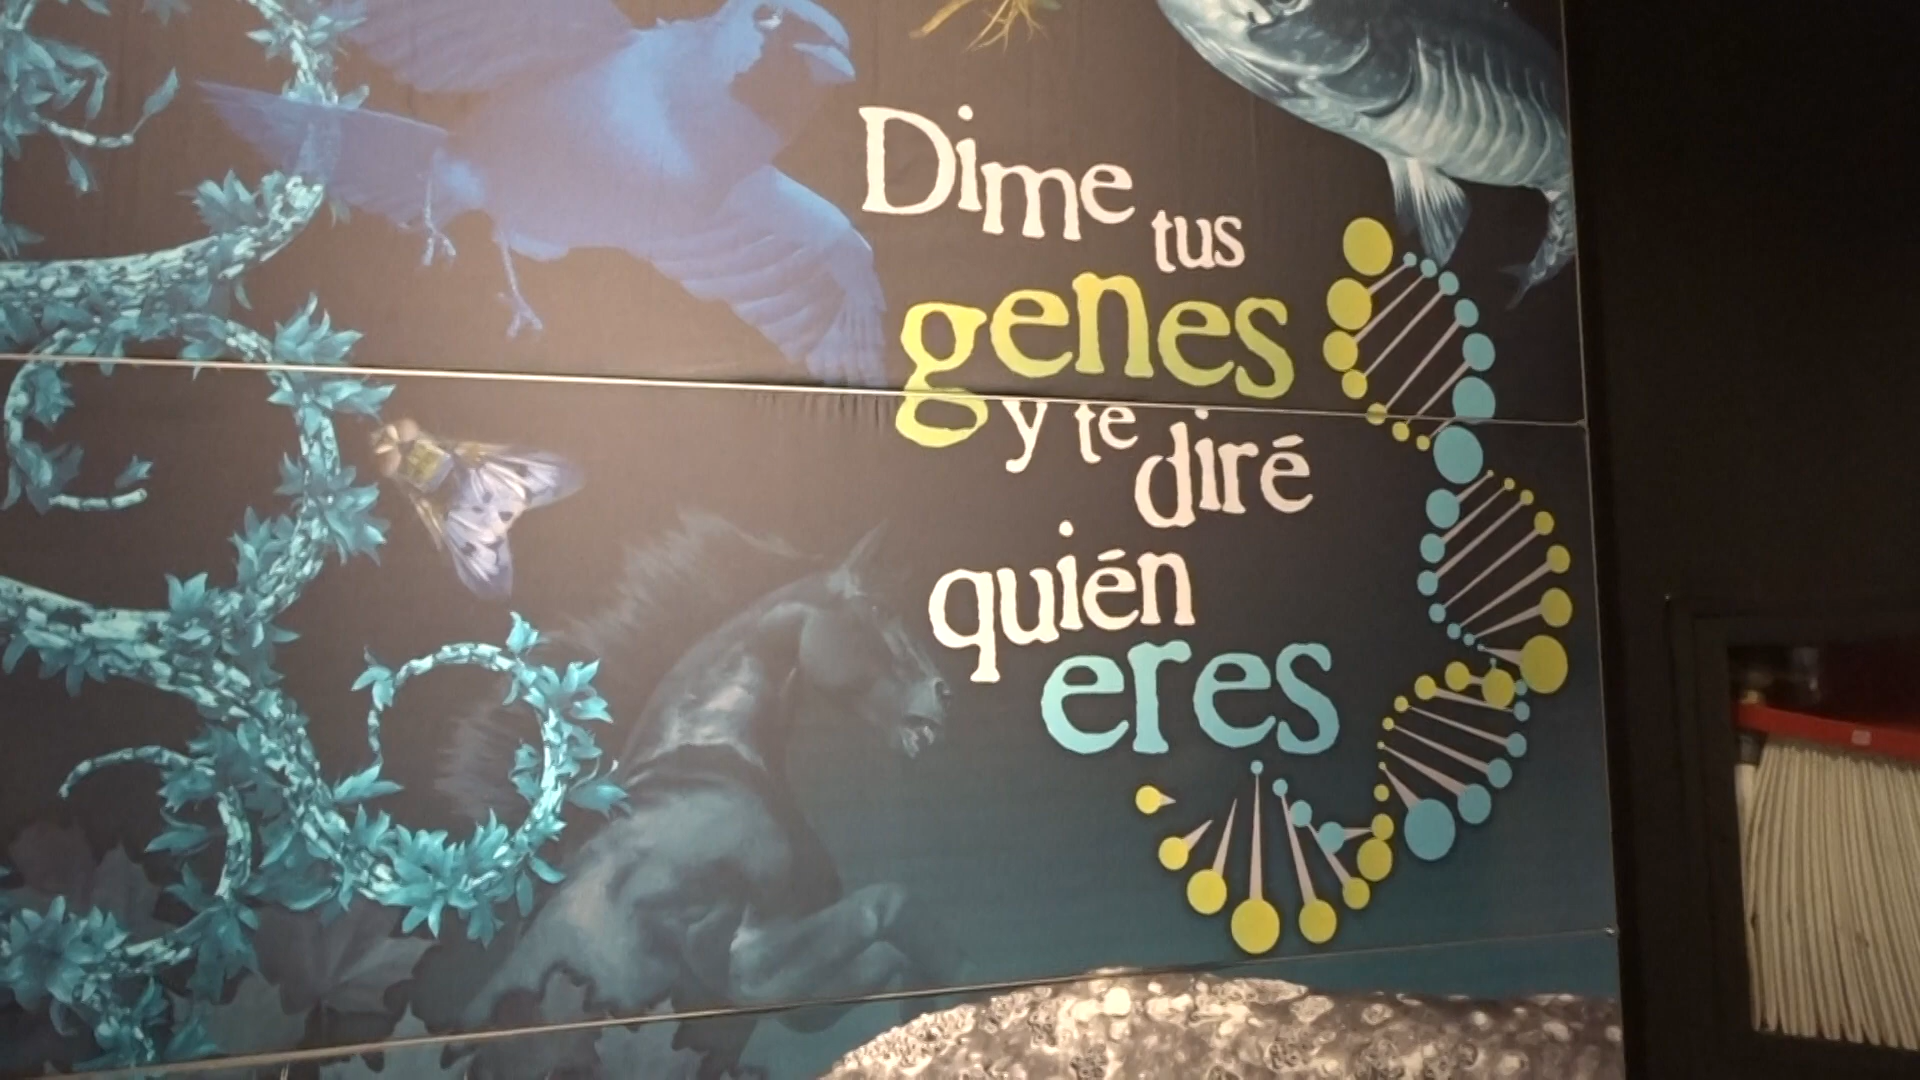 Dime
tus
genes
y te
diré
quién
eres